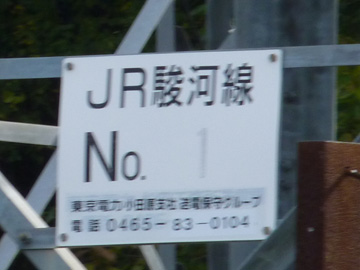 JR駿河線
No. 1
東京電力 小田原支社 送電保守グループ
電話 0465-83-0104